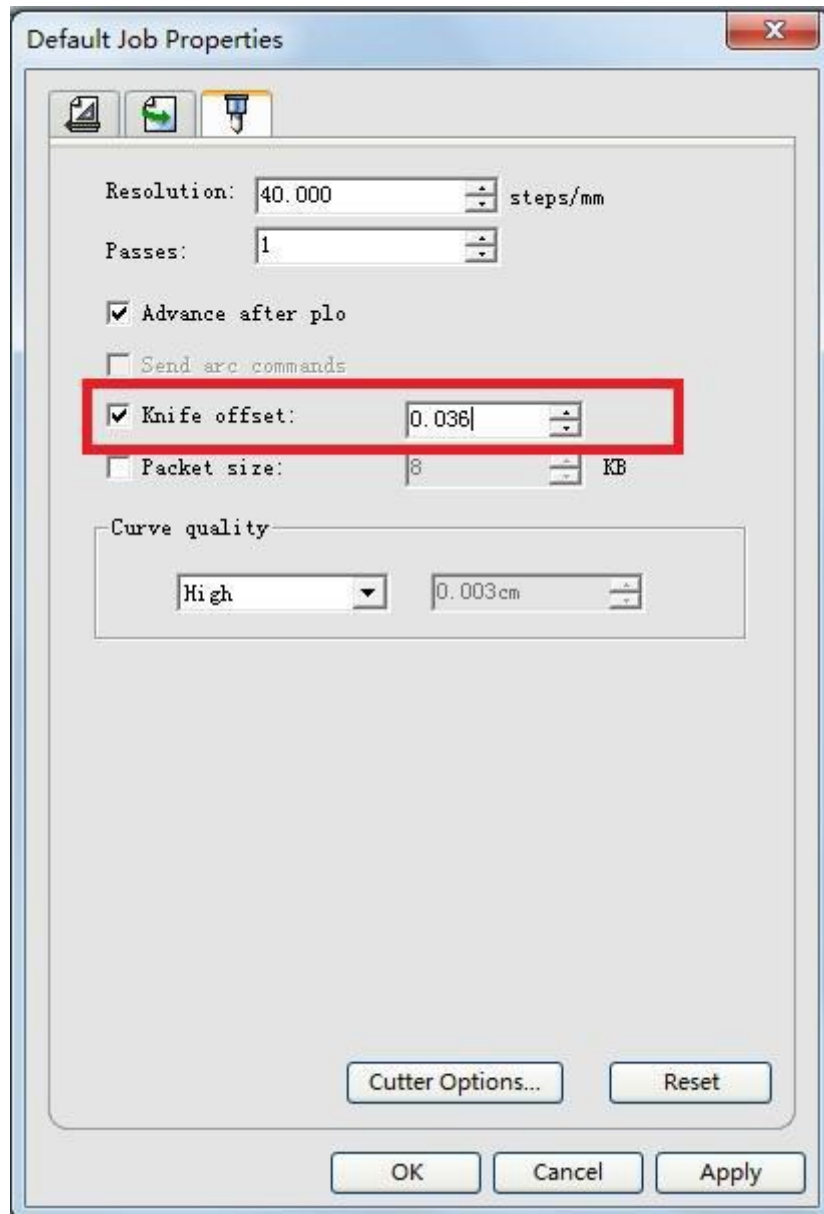 Default Job Properties
Resolution: 40.000 steps/mm
Passes: 1
Advance after plo
Send arc commands
Knife offset: 0.036
Packet size: 8 KB
Curve quality
High 0.003cm
Cutter Options... Reset
OK Cancel Apply